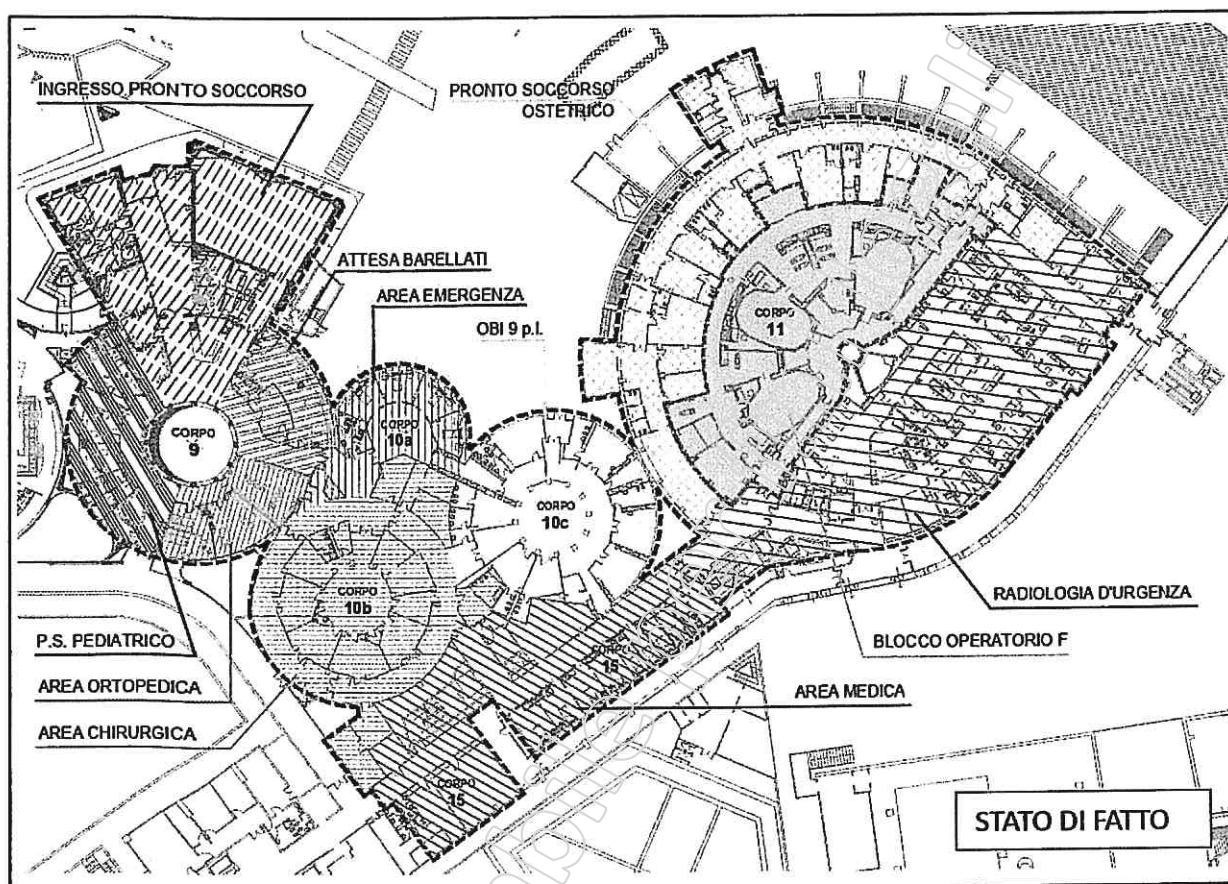 INGRESSO PRONTO SOCCORSO
PRONTO SOCCORSO
OSTETRICO
ATTESA BARELLATI
AREA EMERGENZA
OBI 9 p.l.
CORPO
11
CORPO
9
CORPO
10a
CORPO
10c
CORPO
10b
RADIOLOGIA D'URGENZA
P.S. PEDIATRICO
BLOCCO OPERATORIO F
CORPO
15
AREA ORTOPEDICA
AREA MEDICA
AREA CHIRURGICA
CORPO
15
STATO DI FATTO